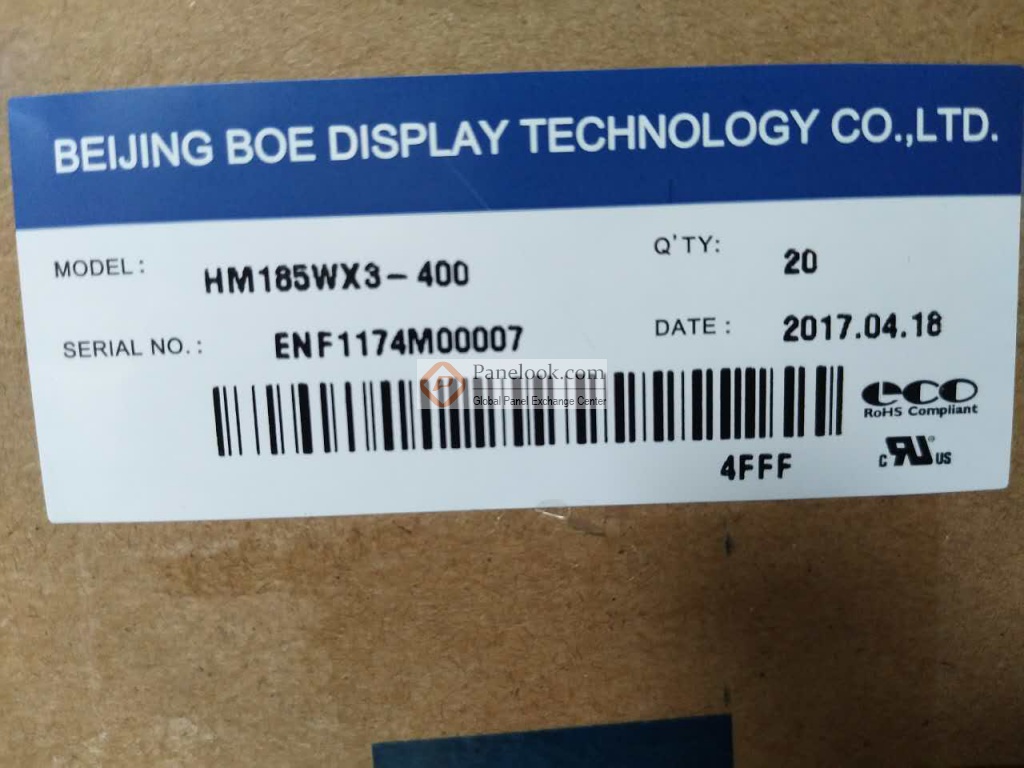 BEIJING BOE DISPLAY TECHNOLOGY CO.,LTD.
MODEL: HM185WX3-400 Q'TY: 20
SERIAL NO.: ENF1174M00007 DATE: 2017.04.18
Panelook.com
Global Panel Exchange Center
eco
RoHS Compliant
4FFF
c RU US